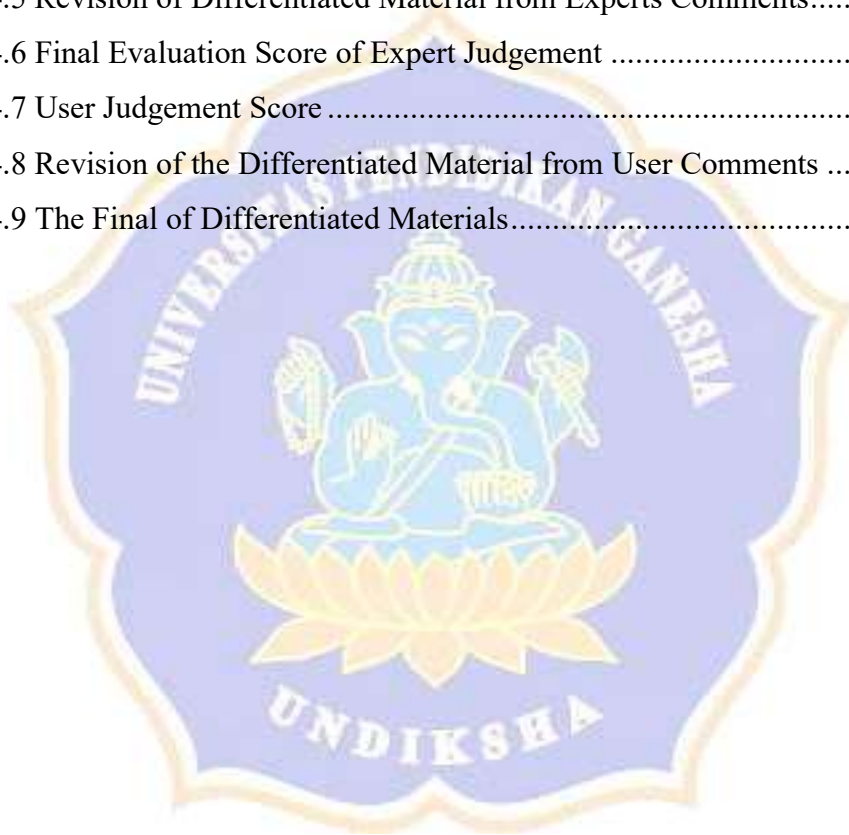 .5 Revision of Differentiated Material from Experts Comments....
.6 Final Evaluation Score of Expert Judgement ..............................
.7 User Judgement Score ................................................................
.8 Revision of the Differentiated Material from User Comments ...
.9 The Final of Differentiated Materials.........................................
UNIVERSITAS PENDIDIKAN GANESHA
UNDIKSHA